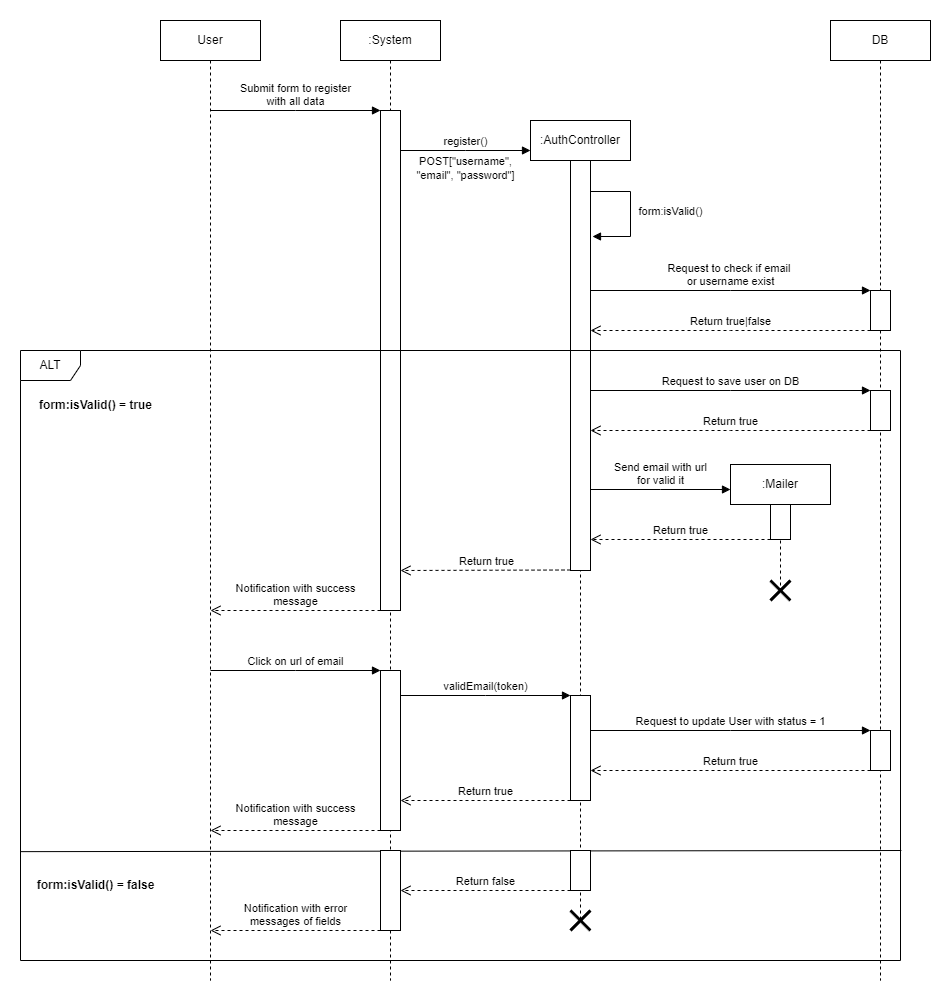 User
:System
DB
Submit form to register
with all data
:AuthController
register()
POST["username",
"email", "password"]
form:isValid()
Request to check if email
or username exist
Return true|false
ALT
form:isValid() = true
Request to save user on DB
Return true
Send email with url
for valid it
:Mailer
Return true
Return true
Notification with success
message
Click on url of email
validEmail(token)
Request to update User with status = 1
Return true
Return true
Notification with success
message
form:isValid() = false
Return false
Notification with error
messages of fields